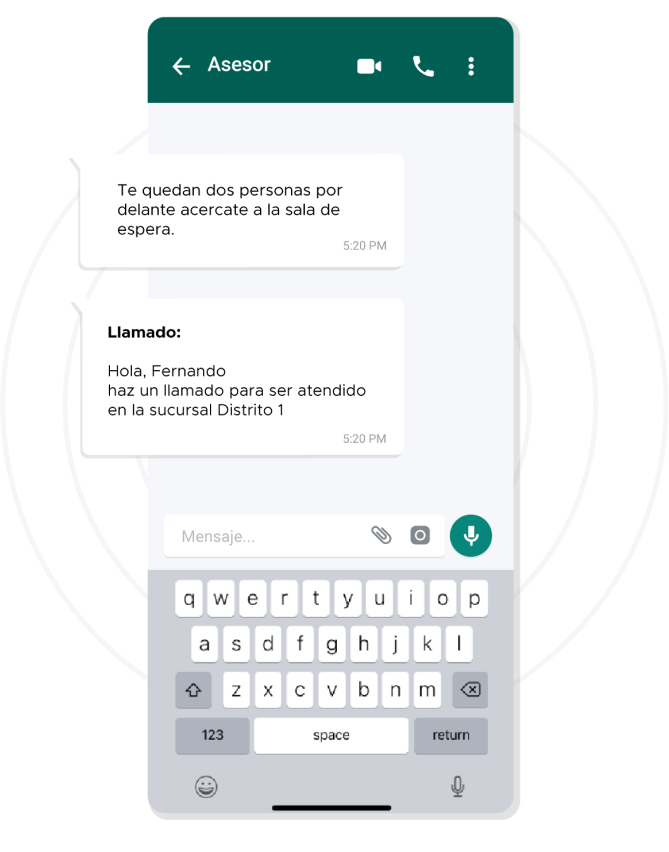 Asesor
Te quedan dos personas por
delante acercate a la sala de
espera.
5:20 PM
Llamado:
Hola, Fernando
haz un llamado para ser atendido
en la sucursal Distrito 1
5:20 PM
Mensaje...
q w e r t y u i o p
a s d f g h j k l
z x c v b n m
123 space return